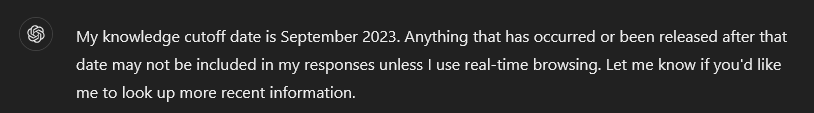 My knowledge cutoff date is September 2023. Anything that has occurred or been released after that
date may not be included in my responses unless I use real-time browsing. Let me know if you'd like
me to look up more recent information.